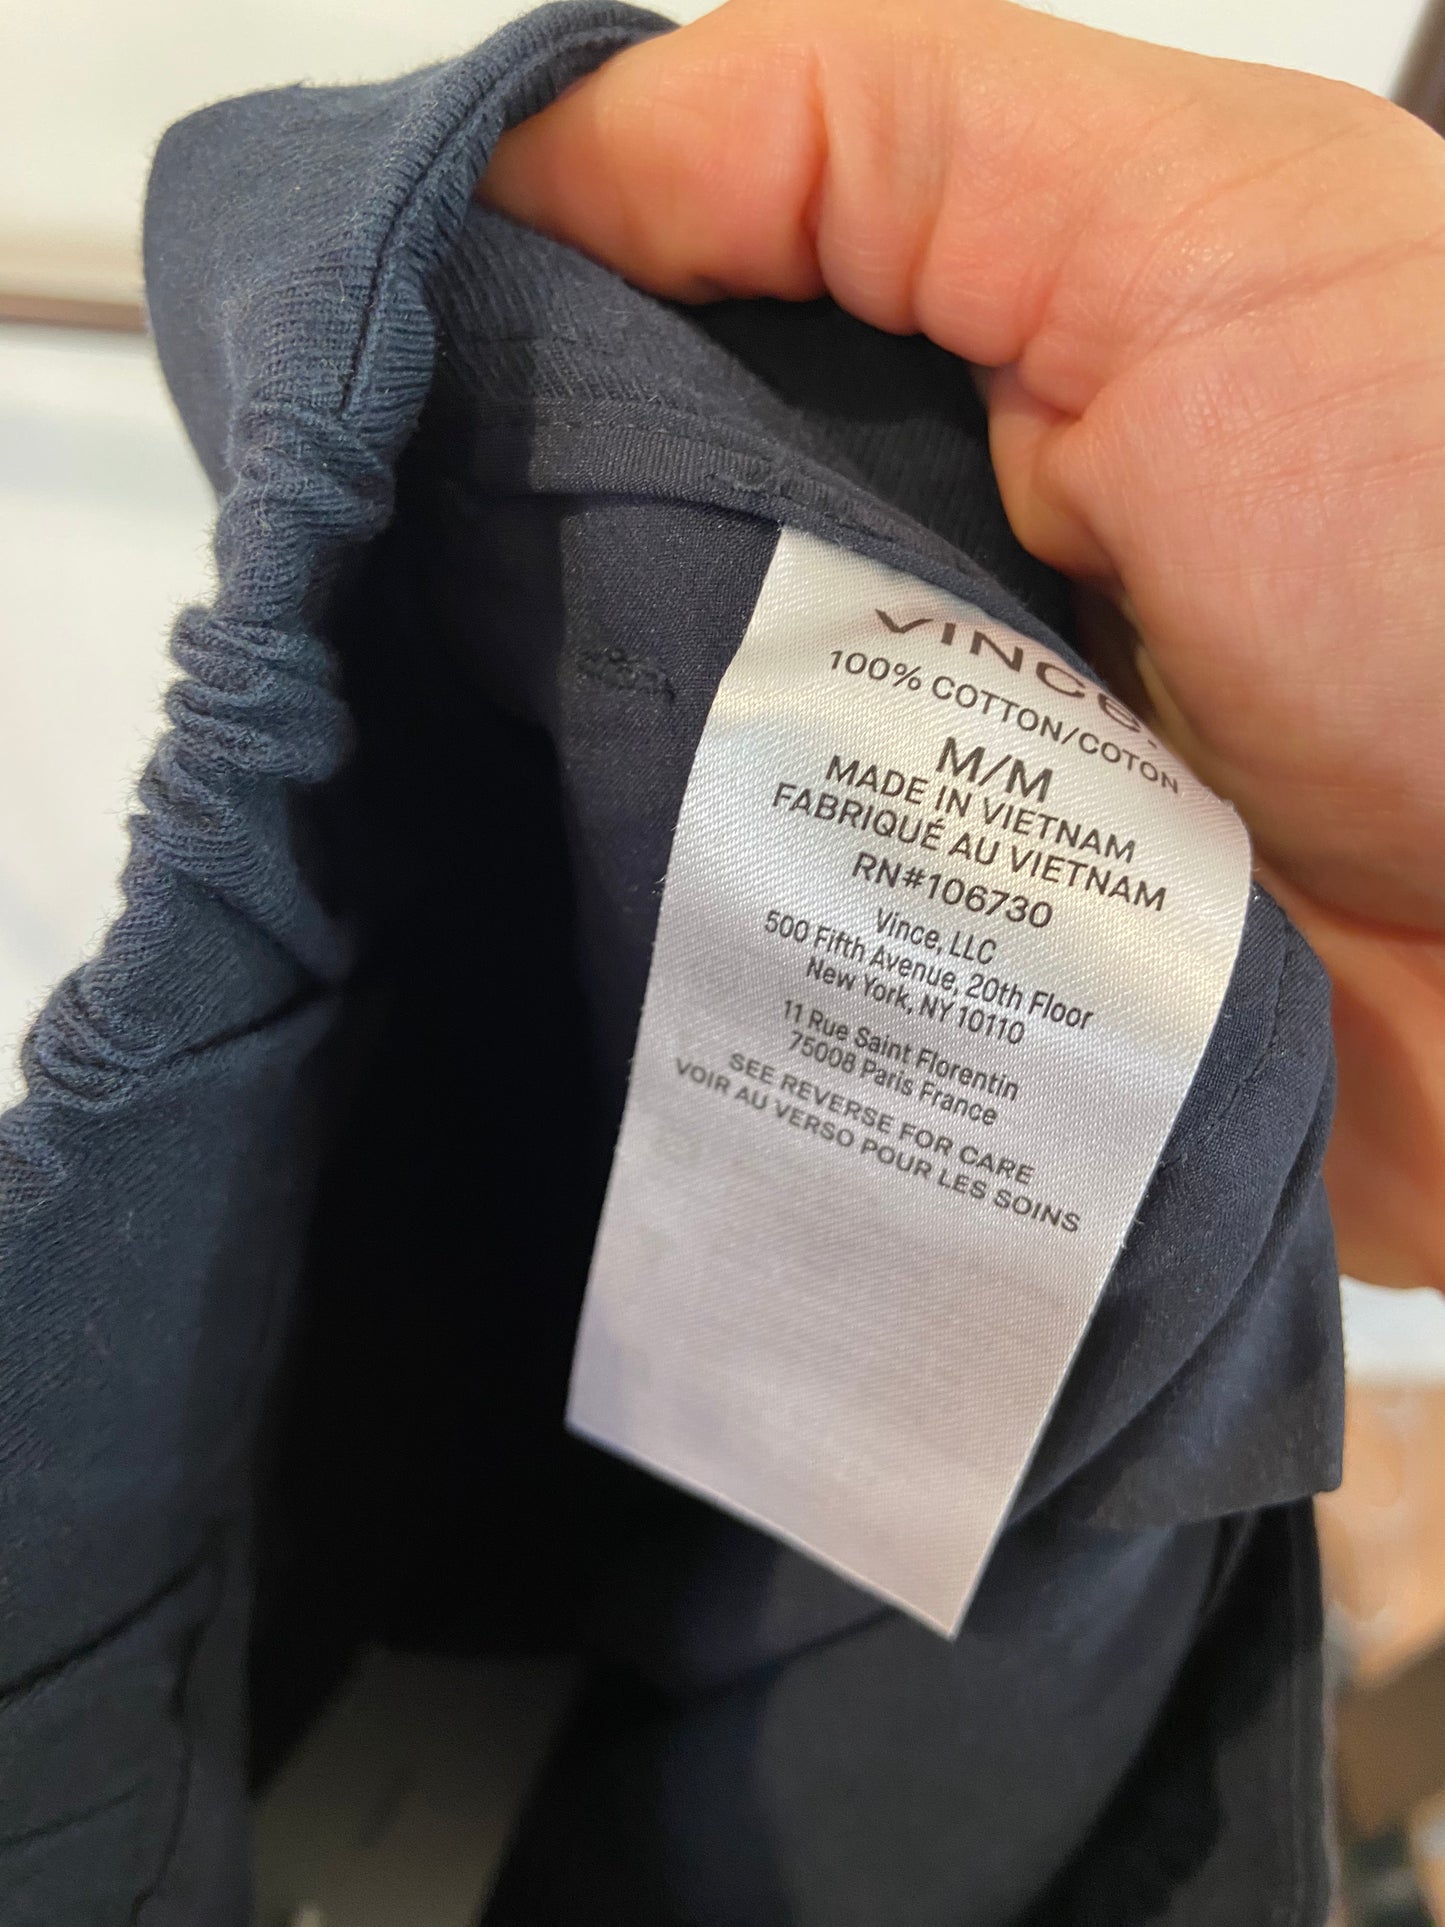 VINCE.
100% COTTON/COTON
M/M
MADE IN VIETNAM
FABRIQUÉ AU VIETNAM
RN#106730
Vince, LLC
500 Fifth Avenue, 20th Floor
New York, NY 10110
11 Rue Saint Florentin
75008 Paris France
SEE REVERSE FOR CARE
VOIR AU VERSO POUR LES SOINS